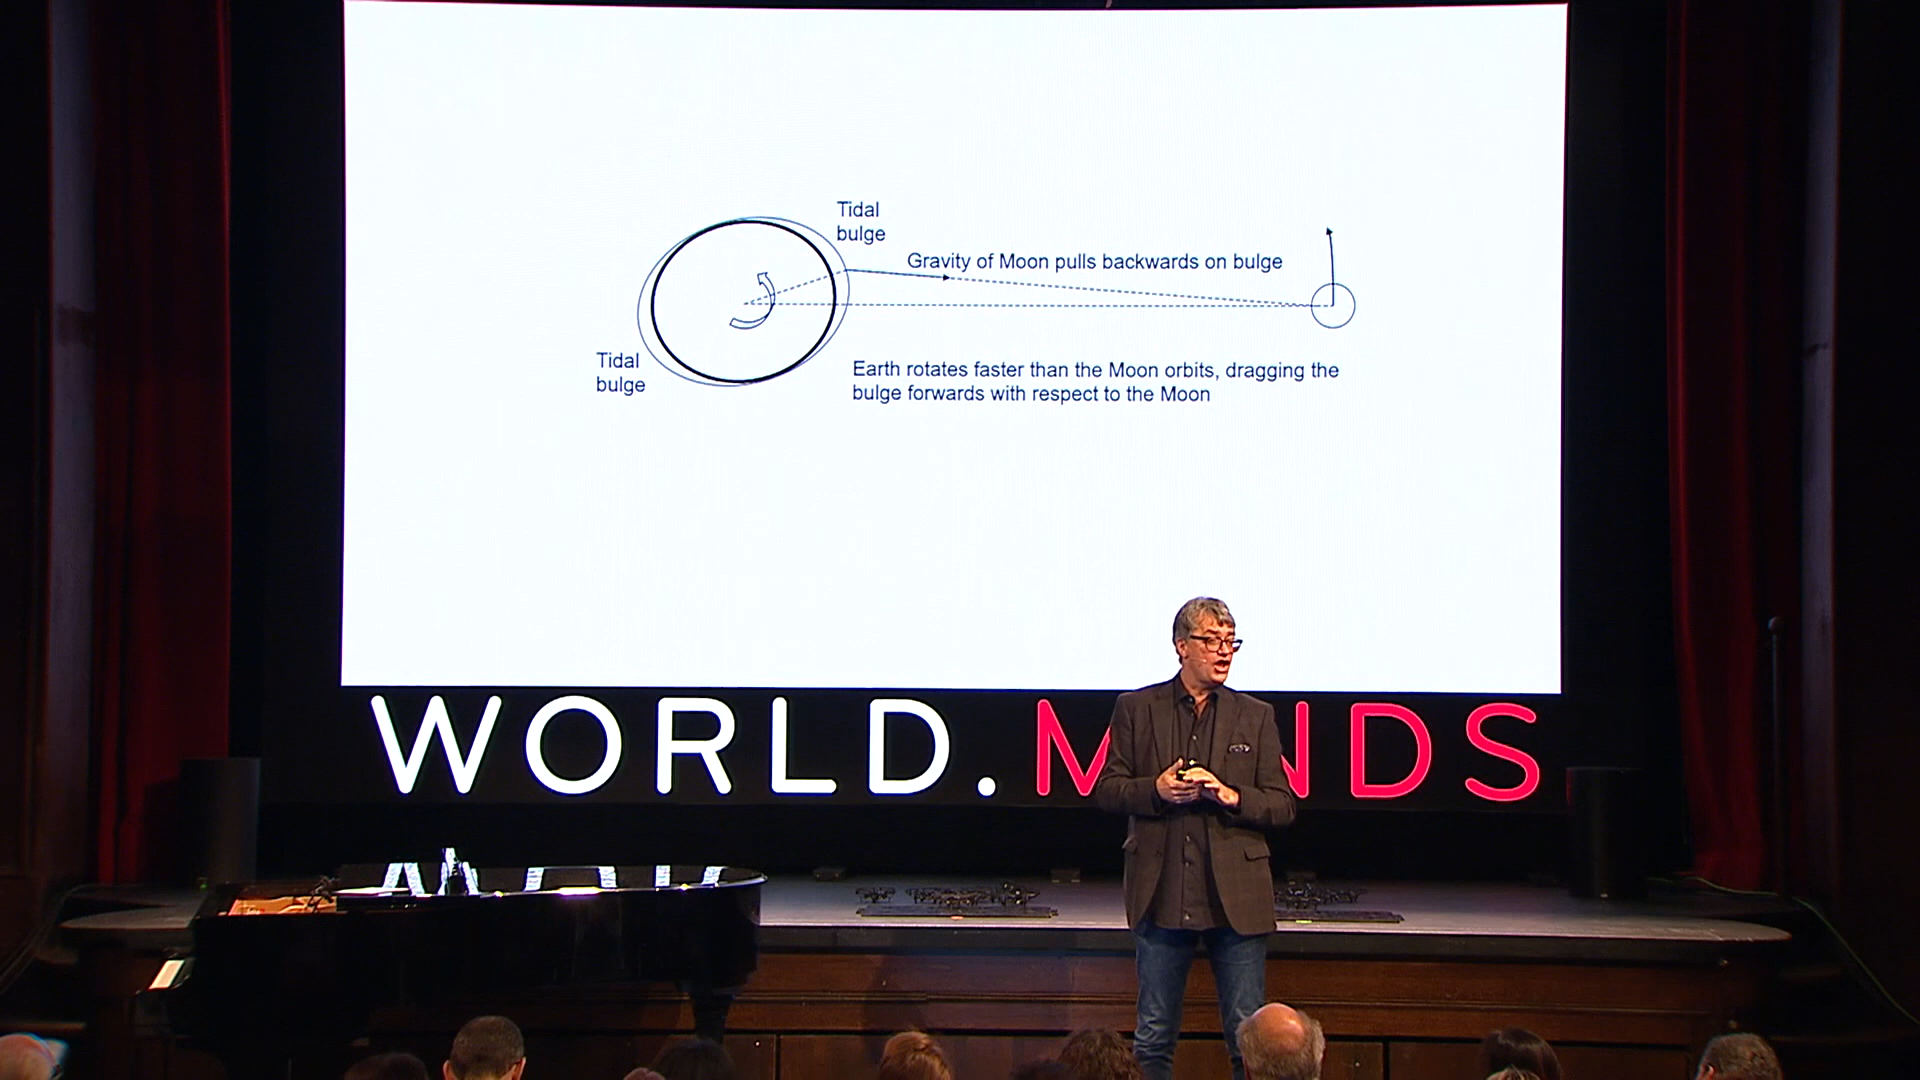 Tidal
bulge
Gravity of Moon pulls backwards on bulge
Tidal
bulge
Earth rotates faster than the Moon orbits, dragging the
bulge forwards with respect to the Moon
WORLD.MINDS